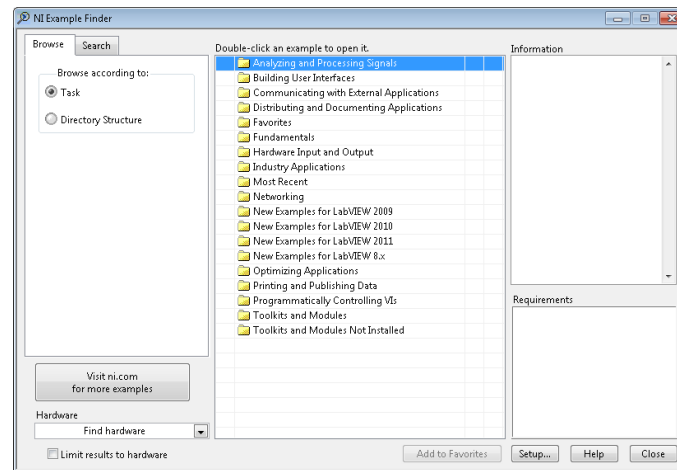 NI Example Finder
Browse
Search
Browse according to:
Task
Directory Structure
Visit ni.com
for more examples
Hardware
Find hardware
Limit results to hardware
Double-click an example to open it.
Analyzing and Processing Signals
Building User Interfaces
Communicating with External Applications
Distributing and Documenting Applications
Favorites
Fundamentals
Hardware Input and Output
Industry Applications
Most Recent
Networking
New Examples for LabVIEW 2009
New Examples for LabVIEW 2010
New Examples for LabVIEW 2011
New Examples for LabVIEW 8.x
Optimizing Applications
Printing and Publishing Data
Programmatically Controlling VIs
Toolkits and Modules
Toolkits and Modules Not Installed
Information
Requirements
Add to Favorites
Setup...
Help
Close